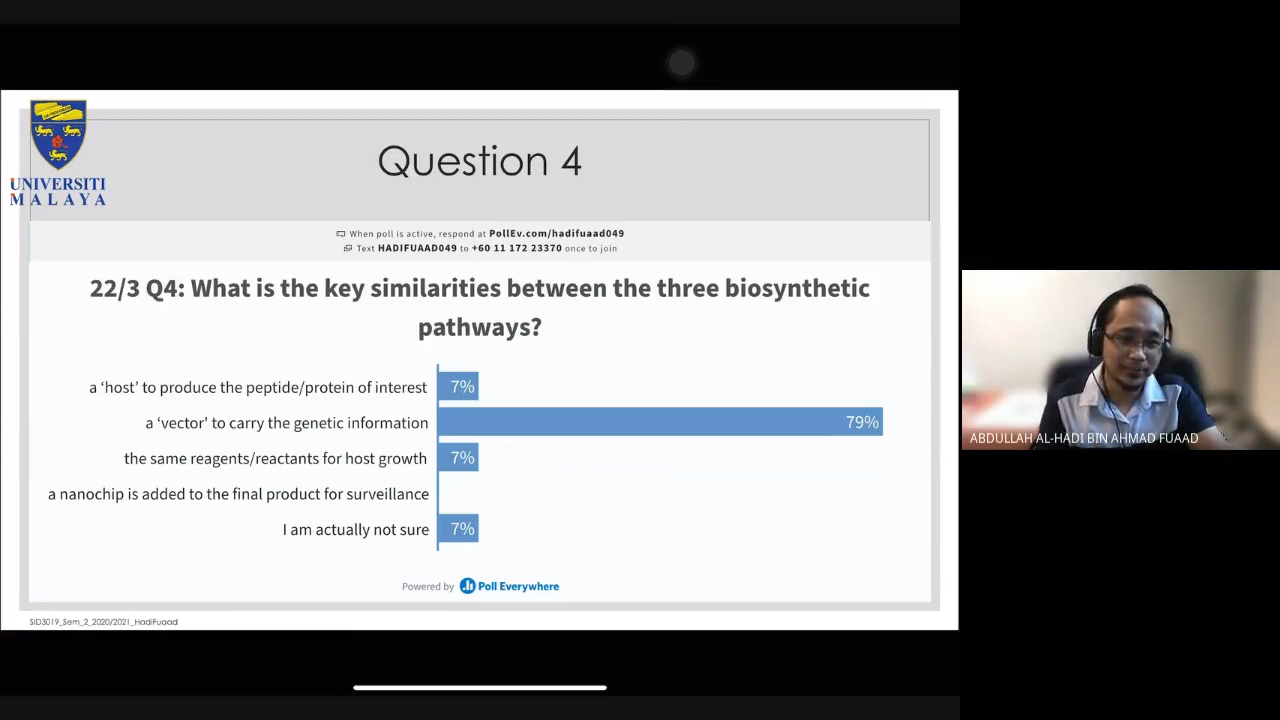 UNIVERSITI
MALAYA
Question 4
When poll is active, respond at PollEv.com/hadifuaad049
Text HADIFUAAD049 to +60 11 172 23370 once to join
22/3 Q4: What is the key similarities between the three biosynthetic
pathways?
a ‘host’ to produce the peptide/protein of interest 7%
a ‘vector' to carry the genetic information 79%
the same reagents/reactants for host growth 7%
a nanochip is added to the final product for surveillance
I am actually not sure 7%
Powered by Poll Everywhere
SID3019_Sem_2_2020/2021_HadiFuaad
ABDULLAH AL-HADI BIN AHMAD FUAAD